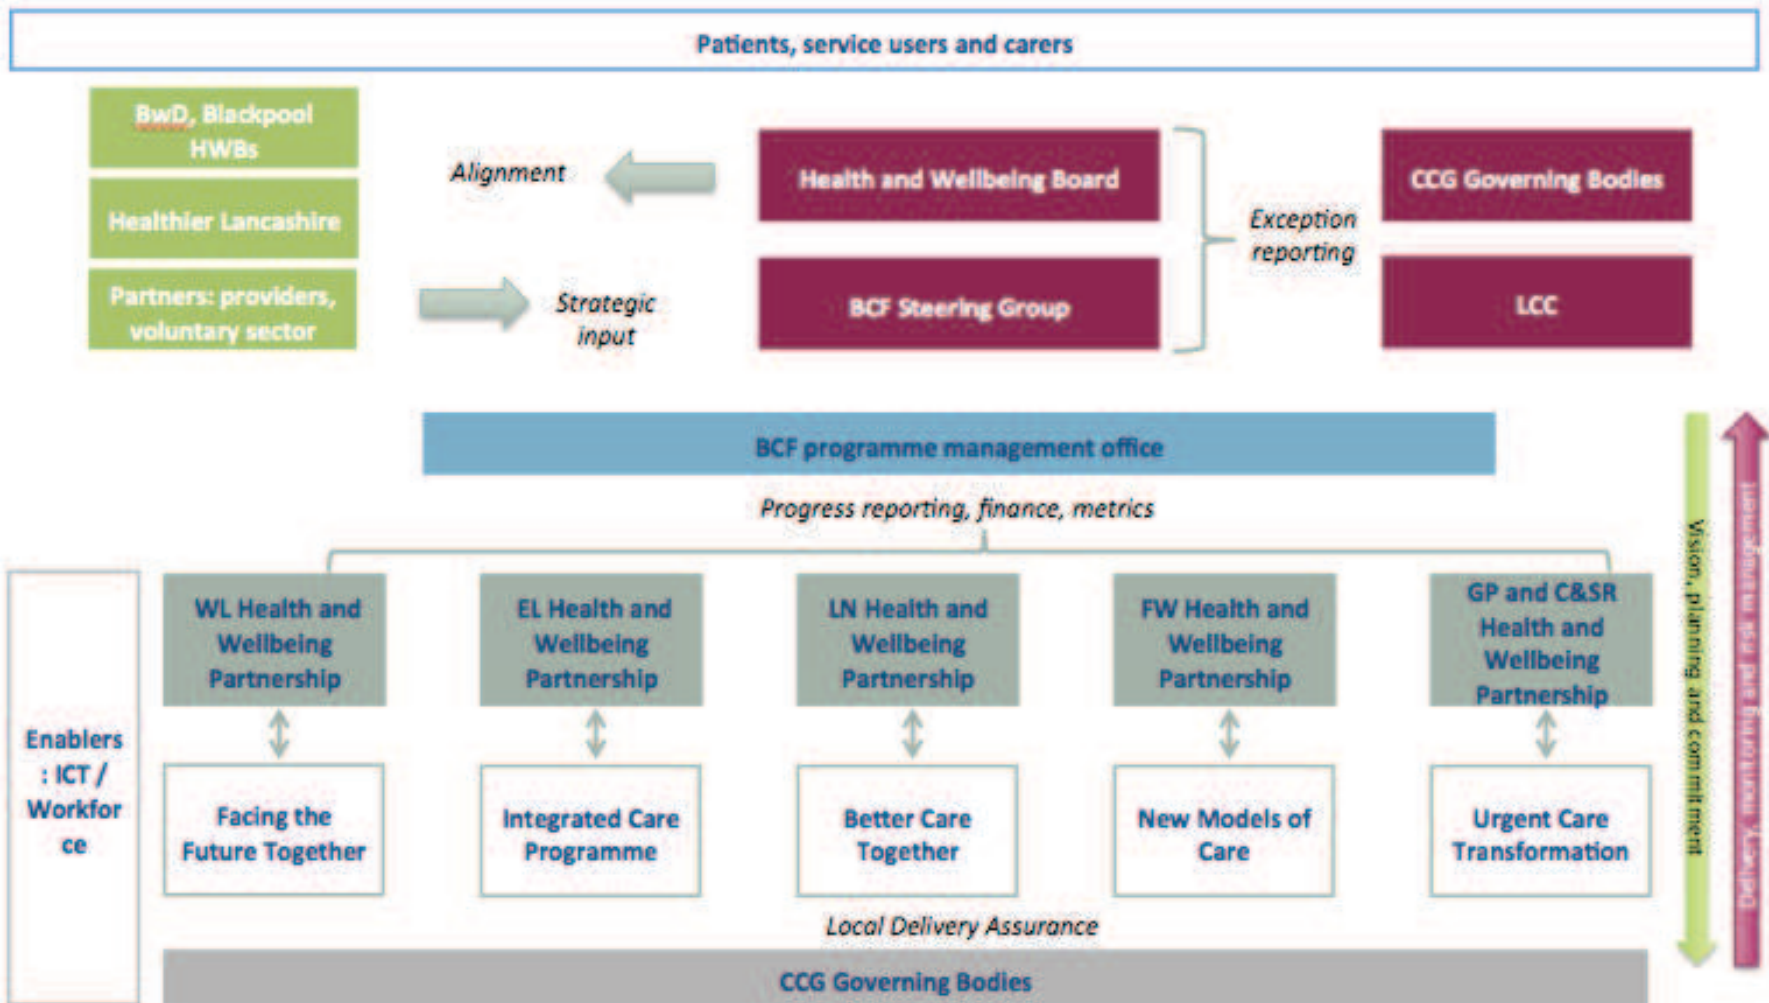 Patients, service users and carers
BwD, Blackpool
HWBs
Healthier Lancashire
Partners: providers,
voluntary sector
Alignment
Strategic
input
Health and Wellbeing Board
BCF Steering Group
Exception
reporting
CCG Governing Bodies
LCC
BCF programme management office
Progress reporting, finance, metrics
Enablers
: ICT /
Workfor
ce
WL Health and
Wellbeing
Partnership
EL Health and
Wellbeing
Partnership
LN Health and
Wellbeing
Partnership
FW Health and
Wellbeing
Partnership
GP and C&SR
Health and
Wellbeing
Partnership
Facing the
Future Together
Integrated Care
Programme
Better Care
Together
New Models of
Care
Urgent Care
Transformation
Local Delivery Assurance
CCG Governing Bodies
Vision, planning and commitment
Delivery, monitoring and risk management